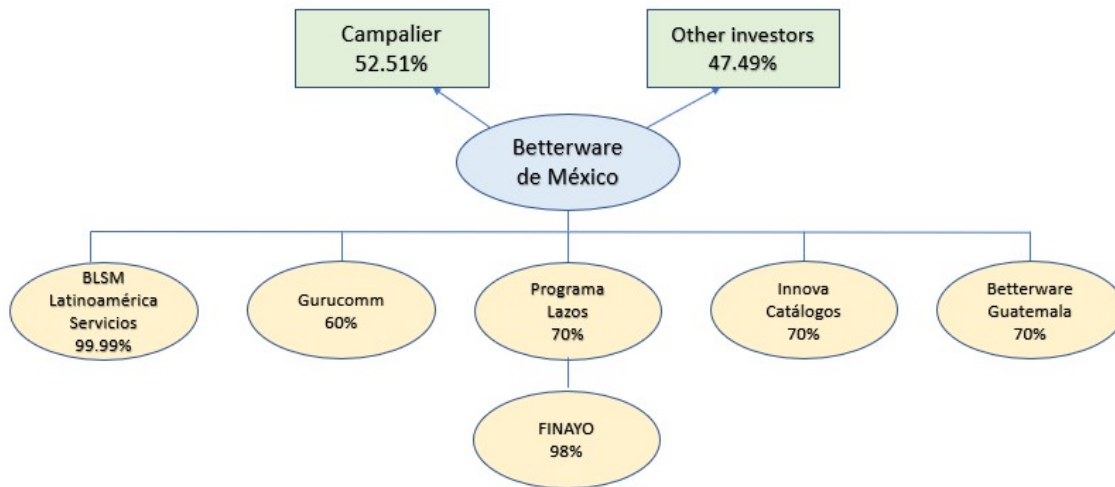 Campalier
52.51%
Other investors
47.49%
Betterware
de México
BLSM
Latinoamérica
Servicios
99.99%
Gurucomm
60%
Programa
Lazos
70%
Innova
Catálogos
70%
Betterware
Guatemala
70%
FINAYO
98%